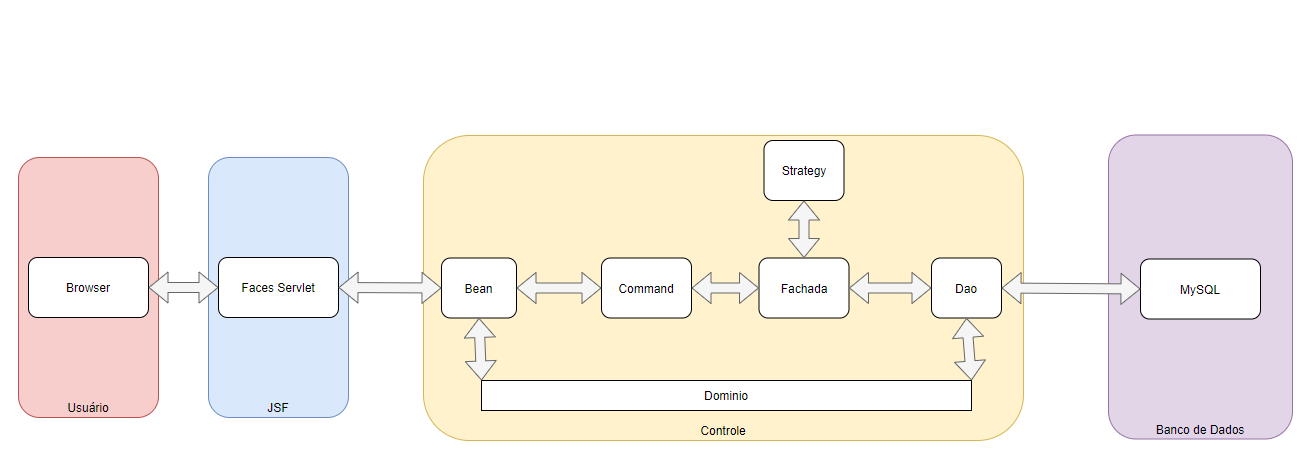 Strategy
Browser
Faces Servlet
Bean
Command
Fachada
Dao
MySQL
Dominio
Usuário
JSF
Controle
Banco de Dados